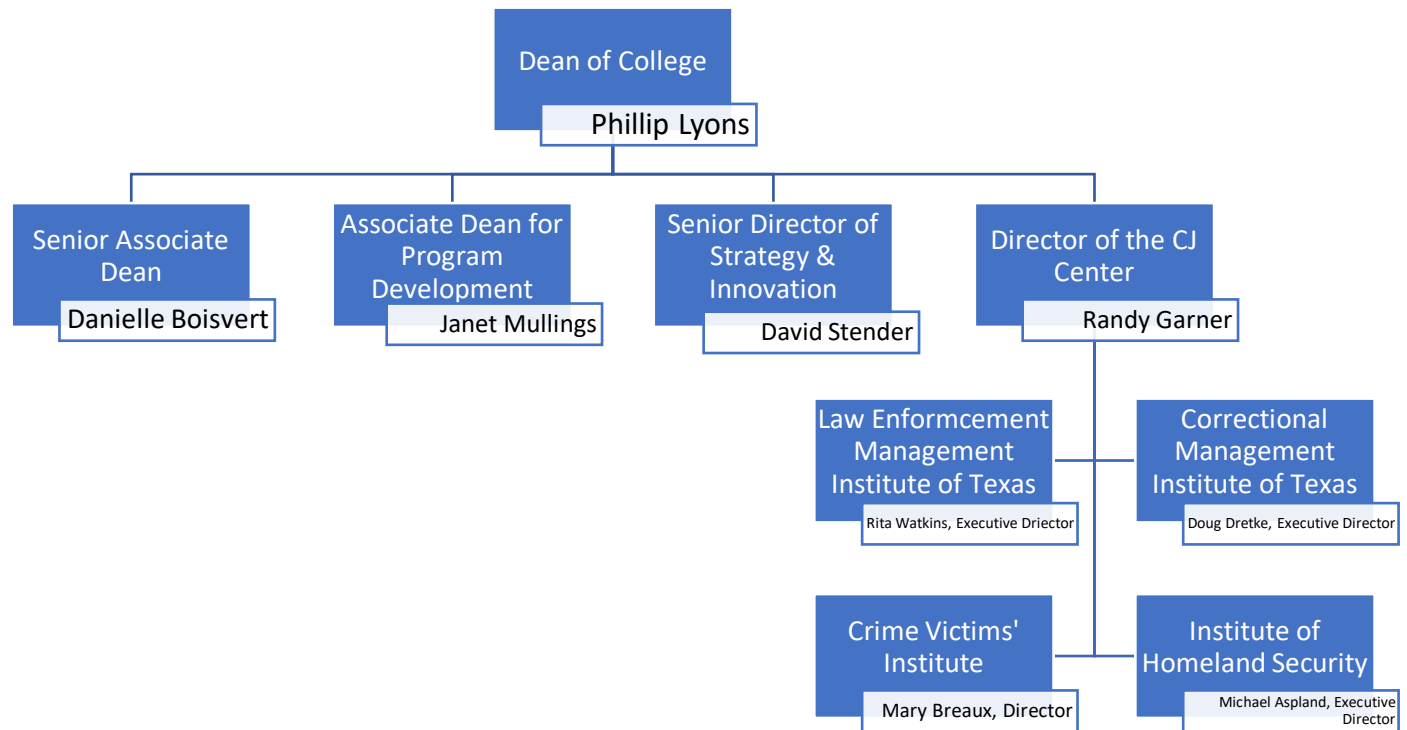 Dean of College
Phillip Lyons
Senior Associate
Dean
Danielle Boisvert
Associate Dean for
Program
Development
Janet Mullings
Senior Director of
Strategy &
Innovation
David Stender
Director of the CJ
Center
Randy Garner
Law Enformcement
Management
Institute of Texas
Rita Watkins, Executive Driector
Correctional
Management
Institute of Texas
Doug Dretke, Executive Director
Crime Victims'
Institute
Mary Breaux, Director
Institute of
Homeland Security
Michael Aspland, Executive
Director